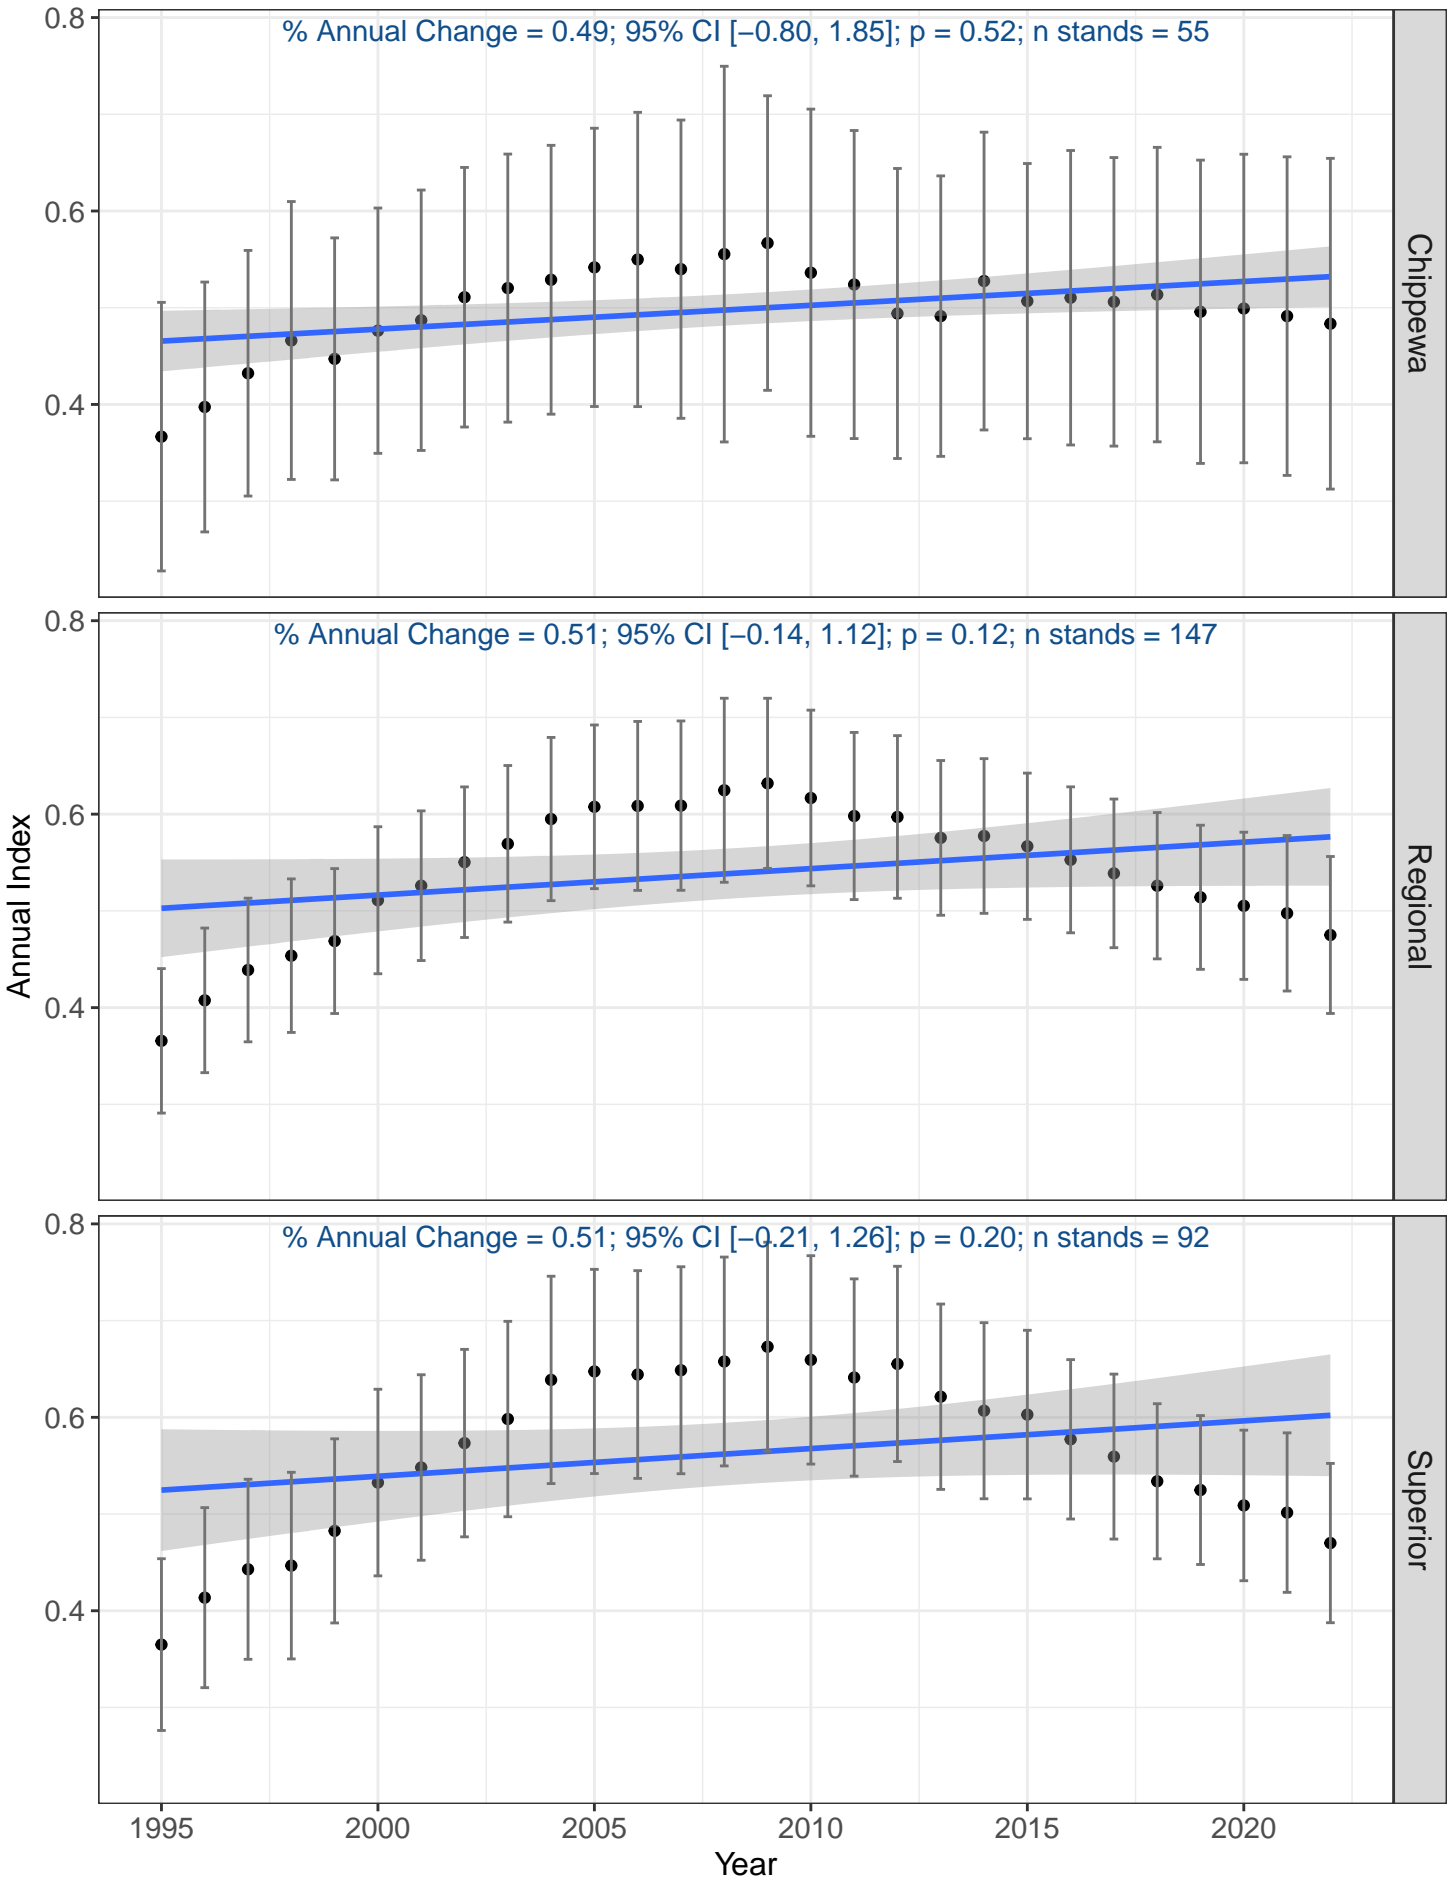 % Annual Change = 0.49; 95% CI [−0.80, 1.85]; p = 0.52; n stands = 55
0.8
0.6
0.4
Chippewa
% Annual Change = 0.51; 95% CI [−0.14, 1.12]; p = 0.12; n stands = 147
0.8
0.6
0.4
Regional
Annual Index
% Annual Change = 0.51; 95% CI [−0.21, 1.26]; p = 0.20; n stands = 92
0.8
0.6
0.4
Superior
1995 2000 2005 2010 2015 2020
Year